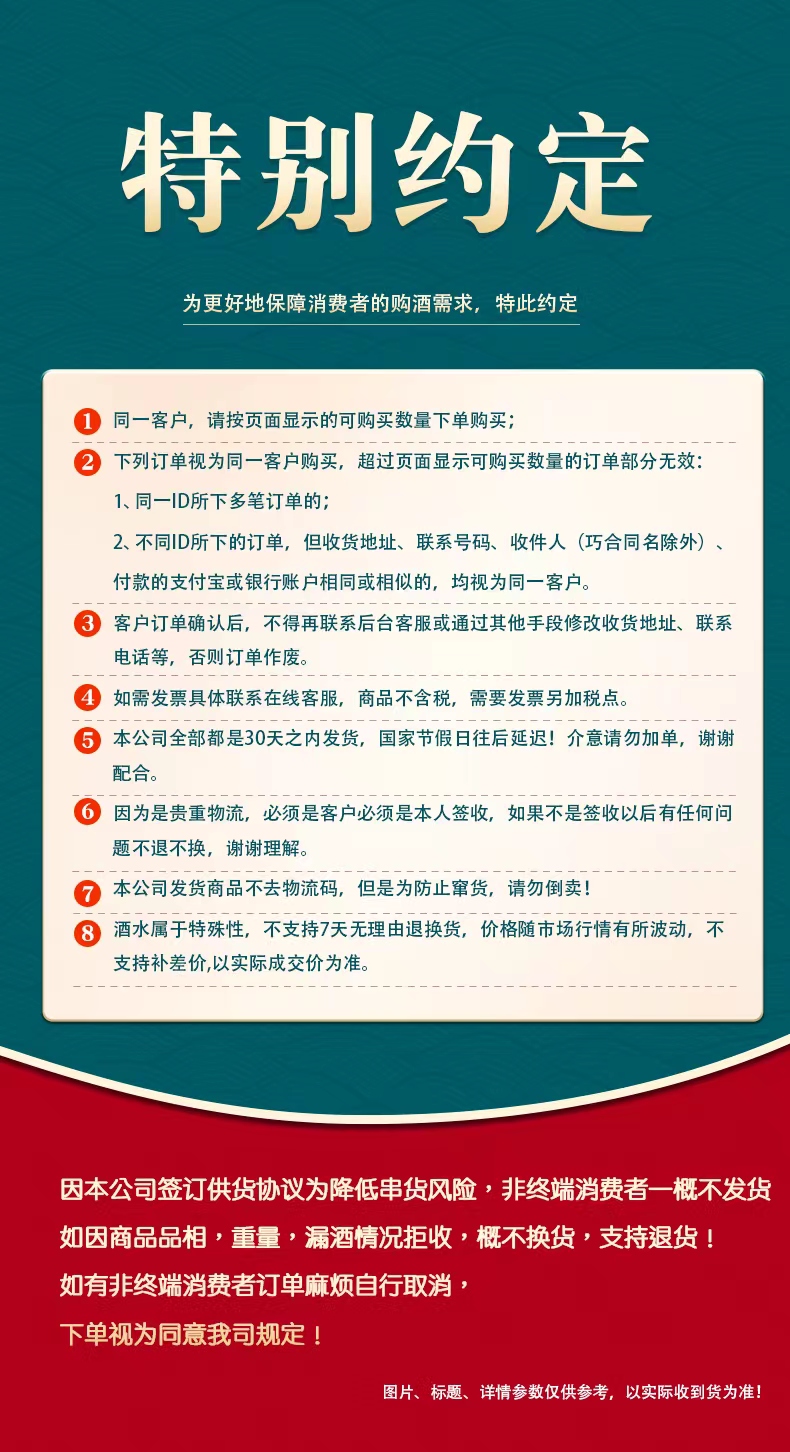 特别约定
为更好地保障消费者的购酒需求，特此约定
1 同一客户，请按页面显示的可购买数量下单购买；
2 下列订单视为同一客户购买，超过页面显示可购买数量的订单部分无效：
1、同一ID所下多笔订单的；
2、不同ID所下的订单，但收货地址、联系号码、收件人（巧合同名除外）、
付款的支付宝或银行账户相同或相似的，均视为同一客户。
3 客户订单确认后，不得再联系后台客服或通过其他手段修改收货地址、联系
电话等，否则订单作废。
4 如需发票具体联系在线客服，商品不含税，需要发票另加税点。
5 本公司全部都是30天之内发货，国家节假日往后延迟！介意请勿加单，谢谢
配合。
6 因为是贵重物流，必须是客户必须是本人签收，如果不是签收以后有任何问
题不退不换，谢谢理解。
7 本公司发货商品不去物流码，但是为防止窜货，请勿倒卖！
8 酒水属于特殊性，不支持7天无理由退换货，价格随市场行情有所波动，不
支持补差价,以实际成交价为准。
因本公司签订供货协议为降低串货风险，非终端消费者一概不发货
如因商品品相，重量，漏酒情况拒收，概不换货，支持退货！
如有非终端消费者订单麻烦自行取消，
下单视为同意我司规定！
图片、标题、详情参数仅供参考，以实际收到货为准！